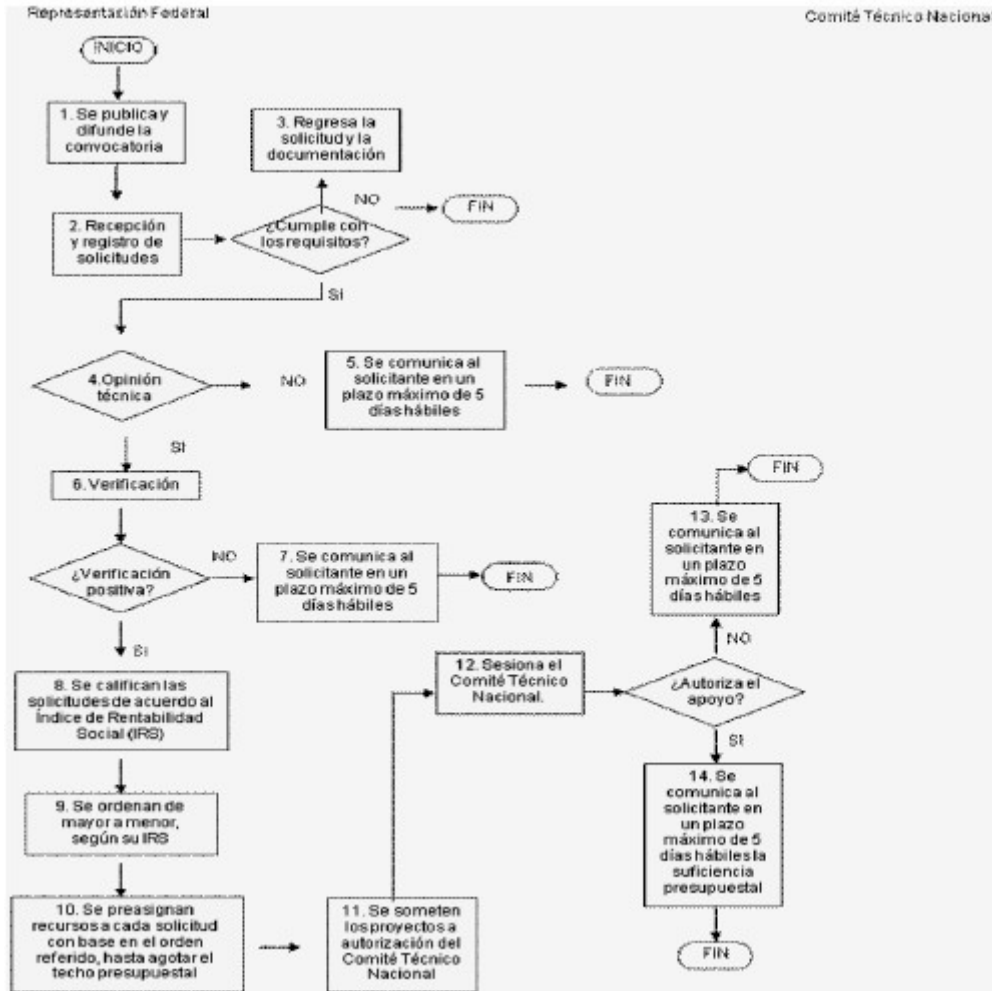 Representación Federal
Comité Técnico Nacional
INICIO
1. Se publica y
difunde la
convocatoria
3. Regresa la
solicitud y la
documentación
NO
FIN
2. Recepción
y registro de
solicitudes
¿Cumple con
los requisitos?
SI
4.Opinión
técnica
NO
5. Se comunica al
solicitante en un
plazo máximo de 5
días hábiles
FIN
SI
6. Verificación
¿Verificación
positiva?
NO
7. Se comunica al
solicitante en un
plazo máximo de 5
días hábiles
FIN
SI
8. Se califican las
solicitudes de acuerdo al
Índice de Rentabilidad
Social (IRS)
9. Se ordenan de
mayor a menor,
según su IRS
10. Se preasignan
recursos a cada solicitud
con base en el orden
referido, hasta agotar el
techo presupuestal
11. Se someten
los proyectos a
autorización del
Comité Técnico
Nacional
12. Sesiona el
Comité Técnico
Nacional.
¿Autoriza el
apoyo?
NO
13. Se
comunica al
solicitante en
un plazo
máximo de 5
días hábiles
FIN
SI
14. Se
comunica al
solicitante en
un plazo
máximo de 5
días hábiles la
suficiencia
presupuestal
FIN